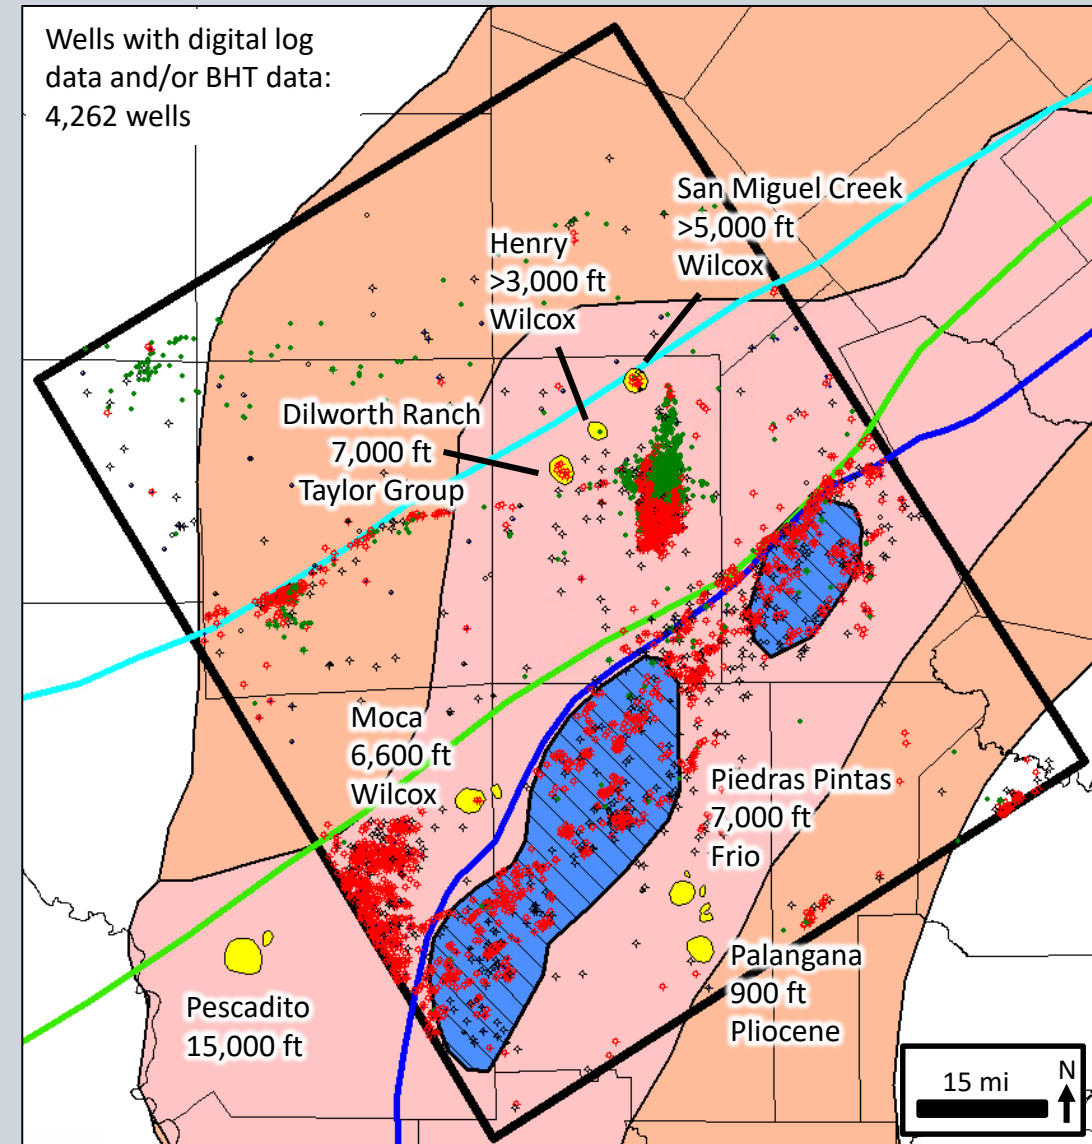 Wells with digital log
data and/or BHT data:
4,262 wells
San Miguel Creek
>5,000 ft
Wilcox
Henry
>3,000 ft
Wilcox
Dilworth Ranch
7,000 ft
Taylor Group
Moca
6,600 ft
Wilcox
Piedras Pintas
7,000 ft
Frio
Palangana
900 ft
Pliocene
Pescadito
15,000 ft
15 mi
N